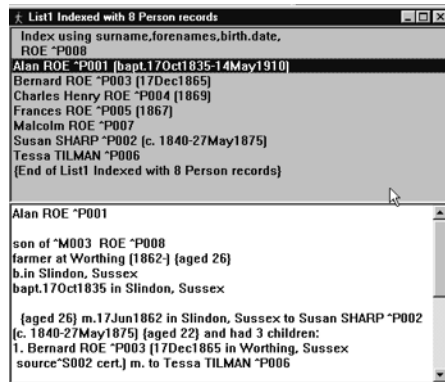 List1 Indexed with 8 Person records
Index using surname,forenames,birth.date,
ROE ^P008
Alan ROE ^P001 (bapt.17Oct1835-14May1910)
Bernard ROE ^P003 (17Dec1865)
Charles Henry ROE ^P004 (1869)
Frances ROE ^P005 (1867)
Malcolm ROE ^P007
Susan SHARP ^P002 (c. 1840-27May1875)
Tessa TILMAN ^P006
{End of List1 Indexed with 8 Person records}
Alan ROE ^P001
son of ^M003 ROE ^P008
farmer at Worthing (1862-) {aged 26}
b.in Slindon, Sussex
bapt.17Oct1835 in Slindon, Sussex
{aged 26} m.17Jun1862 in Slindon, Sussex to Susan SHARP ^P002
(c. 1840-27May1875) {aged 22} and had 3 children:
1. Bernard ROE ^P003 (17Dec1865 in Worthing, Sussex
source^S002 cert.) m. to Tessa TILMAN ^P006